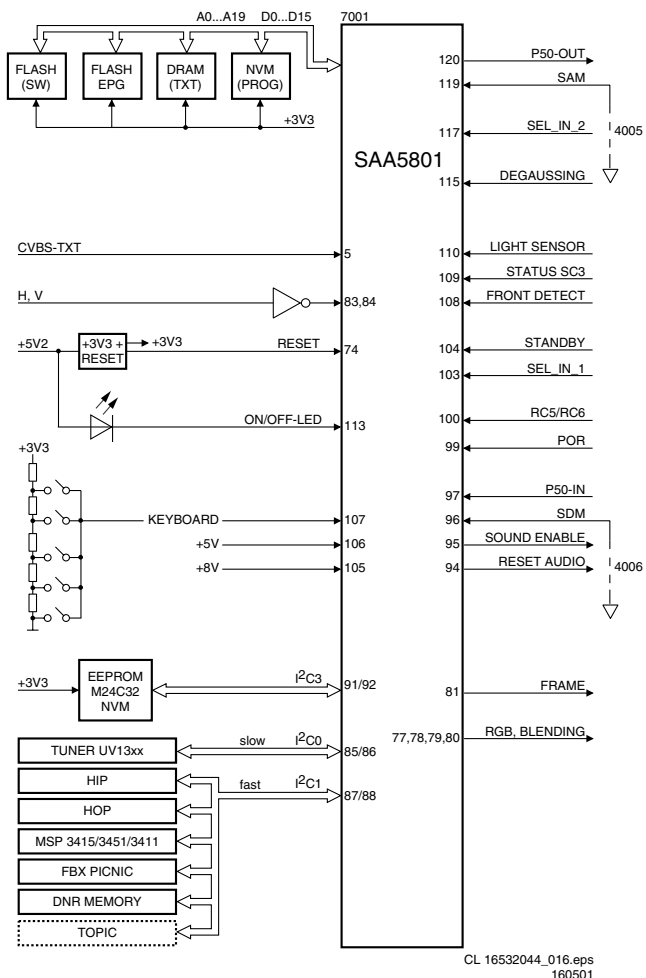 A0...A19 D0...D15 7001
FLASH
(SW)
FLASH
EPG
DRAM
(TXT)
NVM
(PROG)
+3V3
SAA5801
120 P50-OUT
119 SAM
117 SEL_IN_2
4005
115 DEGAUSSING
CVBS-TXT 5
110 LIGHT SENSOR
109 STATUS SC3
H, V 83,84
108 FRONT DETECT
+5V2 +3V3 +
RESET
+3V3 RESET 74
104 STANDBY
103 SEL_IN_1
ON/OFF-LED 113
100 RC5/RC6
99 POR
+3V3
97 P50-IN
KEYBOARD 107
96 SDM
+5V 106
95 SOUND ENABLE
+8V 105
94 RESET AUDIO
4006
+3V3
EEPROM
M24C32
NVM
I2C3 91/92
81 FRAME
TUNER UV13xx slow I2C0 85/86
77,78,79,80 RGB, BLENDING
HIP fast I2C1 87/88
HOP
MSP 3415/3451/3411
FBX PICNIC
DNR MEMORY
TOPIC
CL 16532044_016.eps
160501